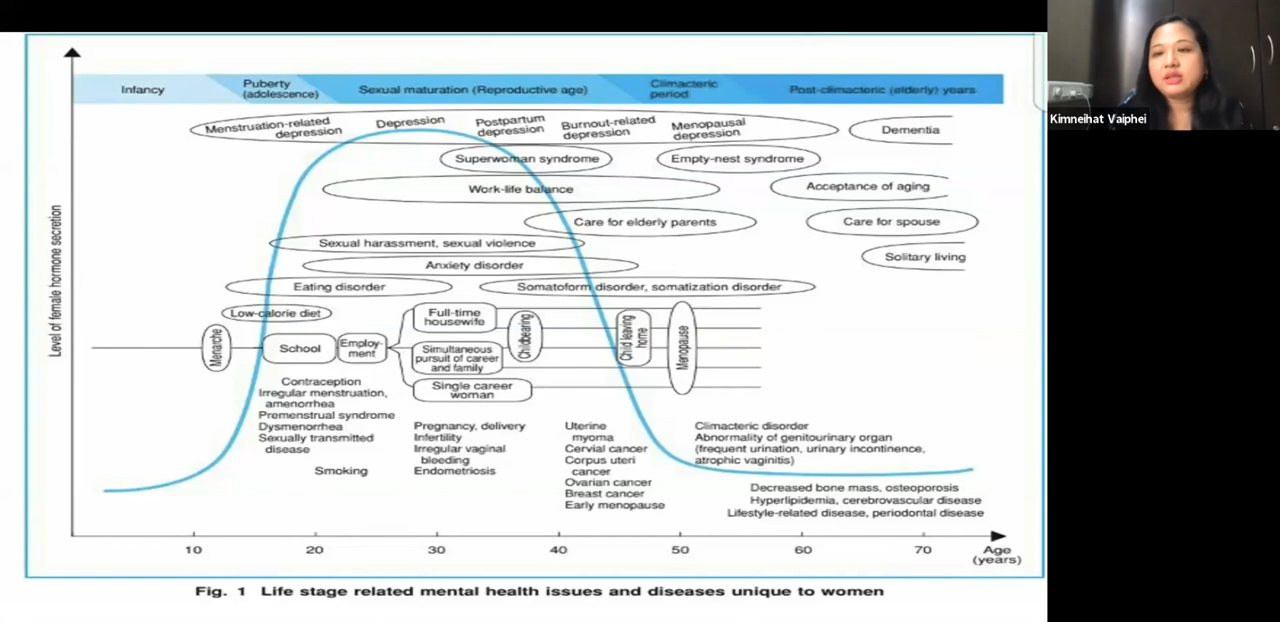 Kimneihat Vaiphei
Infancy
Puberty
(adolescence)
Sexual maturation (Reproductive age)
Climacteric
period
Post-climacteric (elderly) years
Menstruation-related
depression
Depression
Postpartum
depression
Burnout-related
depression
Menopausal
depression
Dementia
Superwoman syndrome
Empty-nest syndrome
Work-life balance
Acceptance of aging
Care for elderly parents
Care for spouse
Sexual harassment, sexual violence
Solitary living
Anxiety disorder
Eating disorder
Somatoform disorder, somatization disorder
Low-calorie diet
Level of female hormone secretion
Menarche
School
Employ-
ment
Full-time
housewife
Simultaneous
pursuit of career
and family
Single career
woman
Childbearing
Child leaving
home
Menopause
Contraception
Irregular menstruation,
amenorrhea
Premenstrual syndrome
Dysmenorrhea
Sexually transmitted
disease
Smoking
Pregnancy, delivery
Infertility
Irregular vaginal
bleeding
Endometriosis
Uterine
myoma
Cervial cancer
Corpus uteri
cancer
Ovarian cancer
Breast cancer
Early menopause
Climacteric disorder
Abnormality of genitourinary organ
(frequent urination, urinary incontinence,
atrophic vaginitis)
Decreased bone mass, osteoporosis
Hyperlipidemia, cerebrovascular disease
Lifestyle-related disease, periodontal disease
10 20 30 40 50 60 70 Age
(years)
Fig. 1 Life stage related mental health issues and diseases unique to women